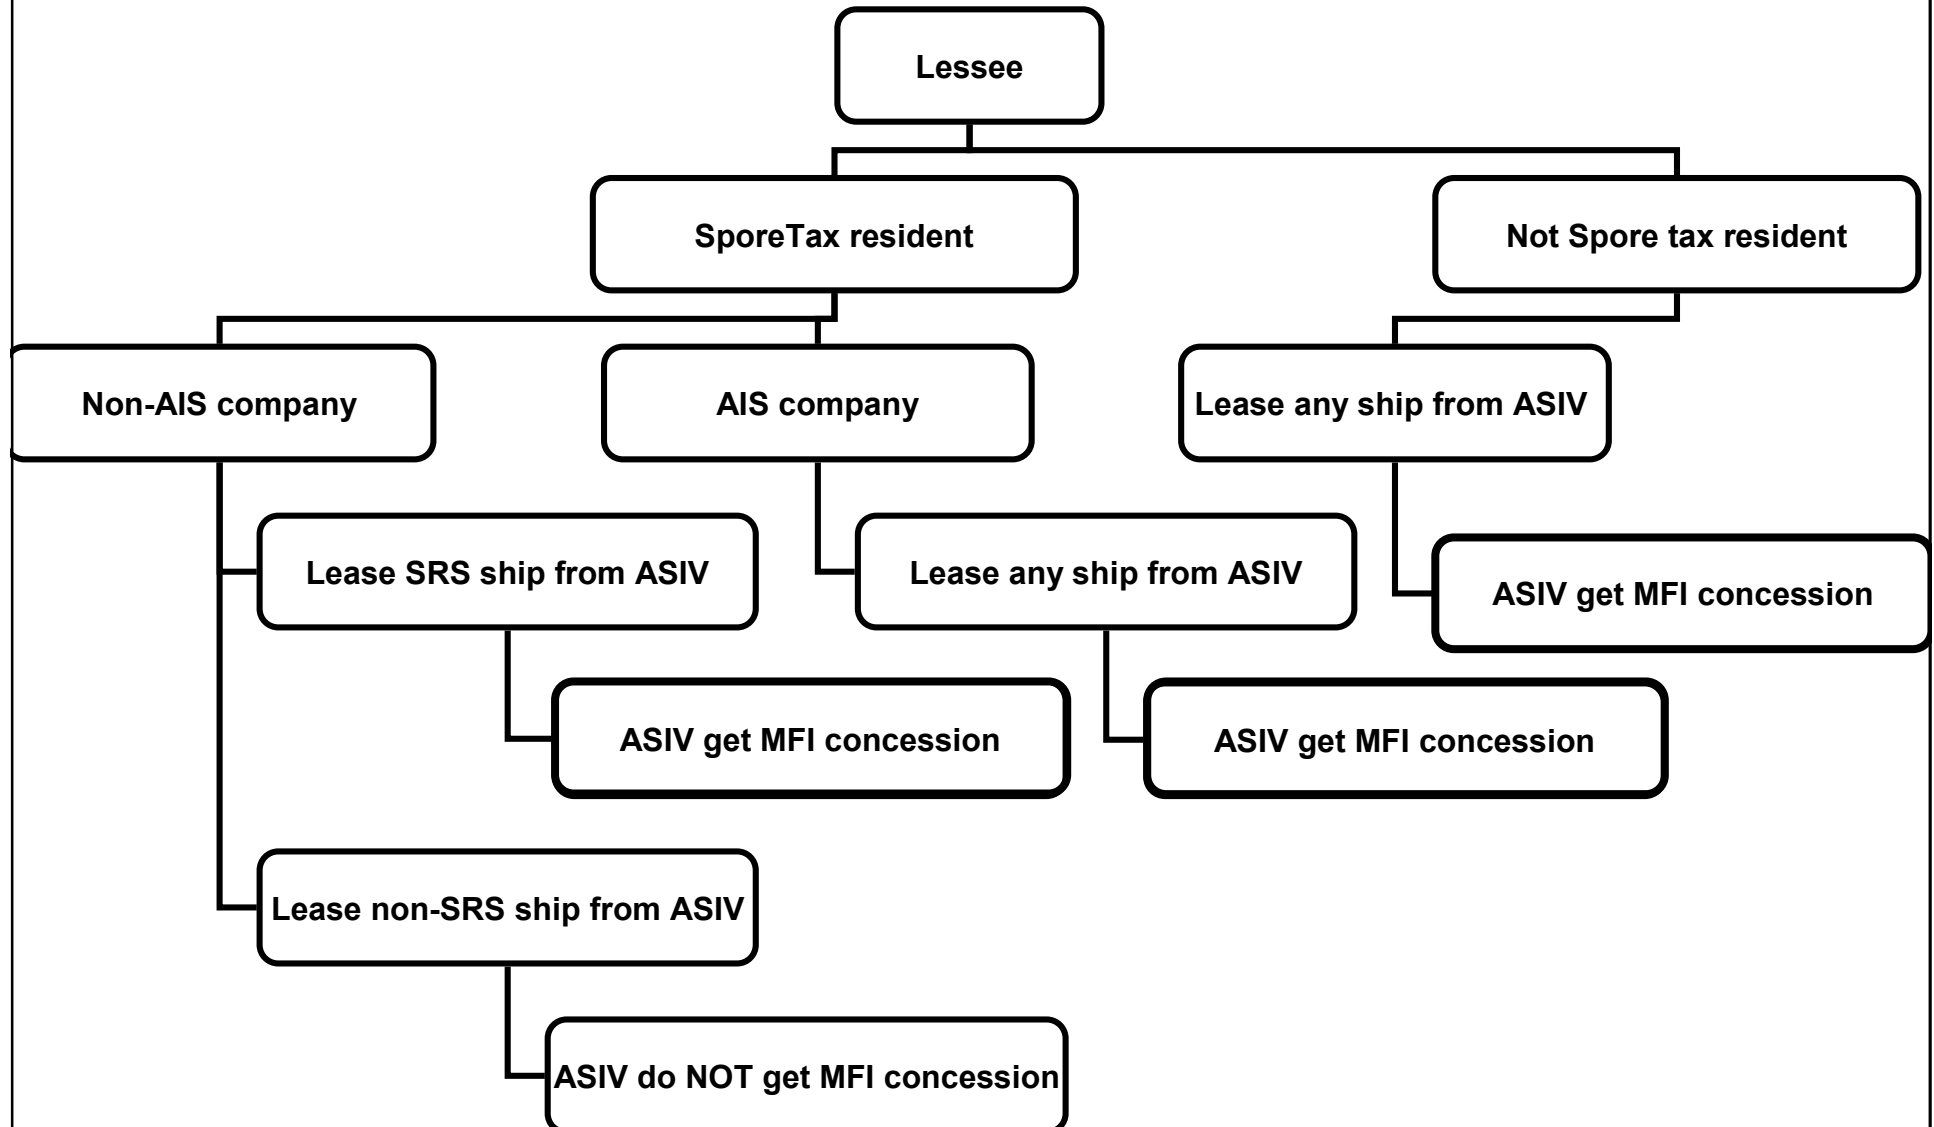 Lessee
SporeTax resident
Not Spore tax resident
Non-AIS company
AIS company
Lease any ship from ASIV
Lease SRS ship from ASIV
Lease any ship from ASIV
ASIV get MFI concession
ASIV get MFI concession
ASIV get MFI concession
Lease non-SRS ship from ASIV
ASIV do NOT get MFI concession